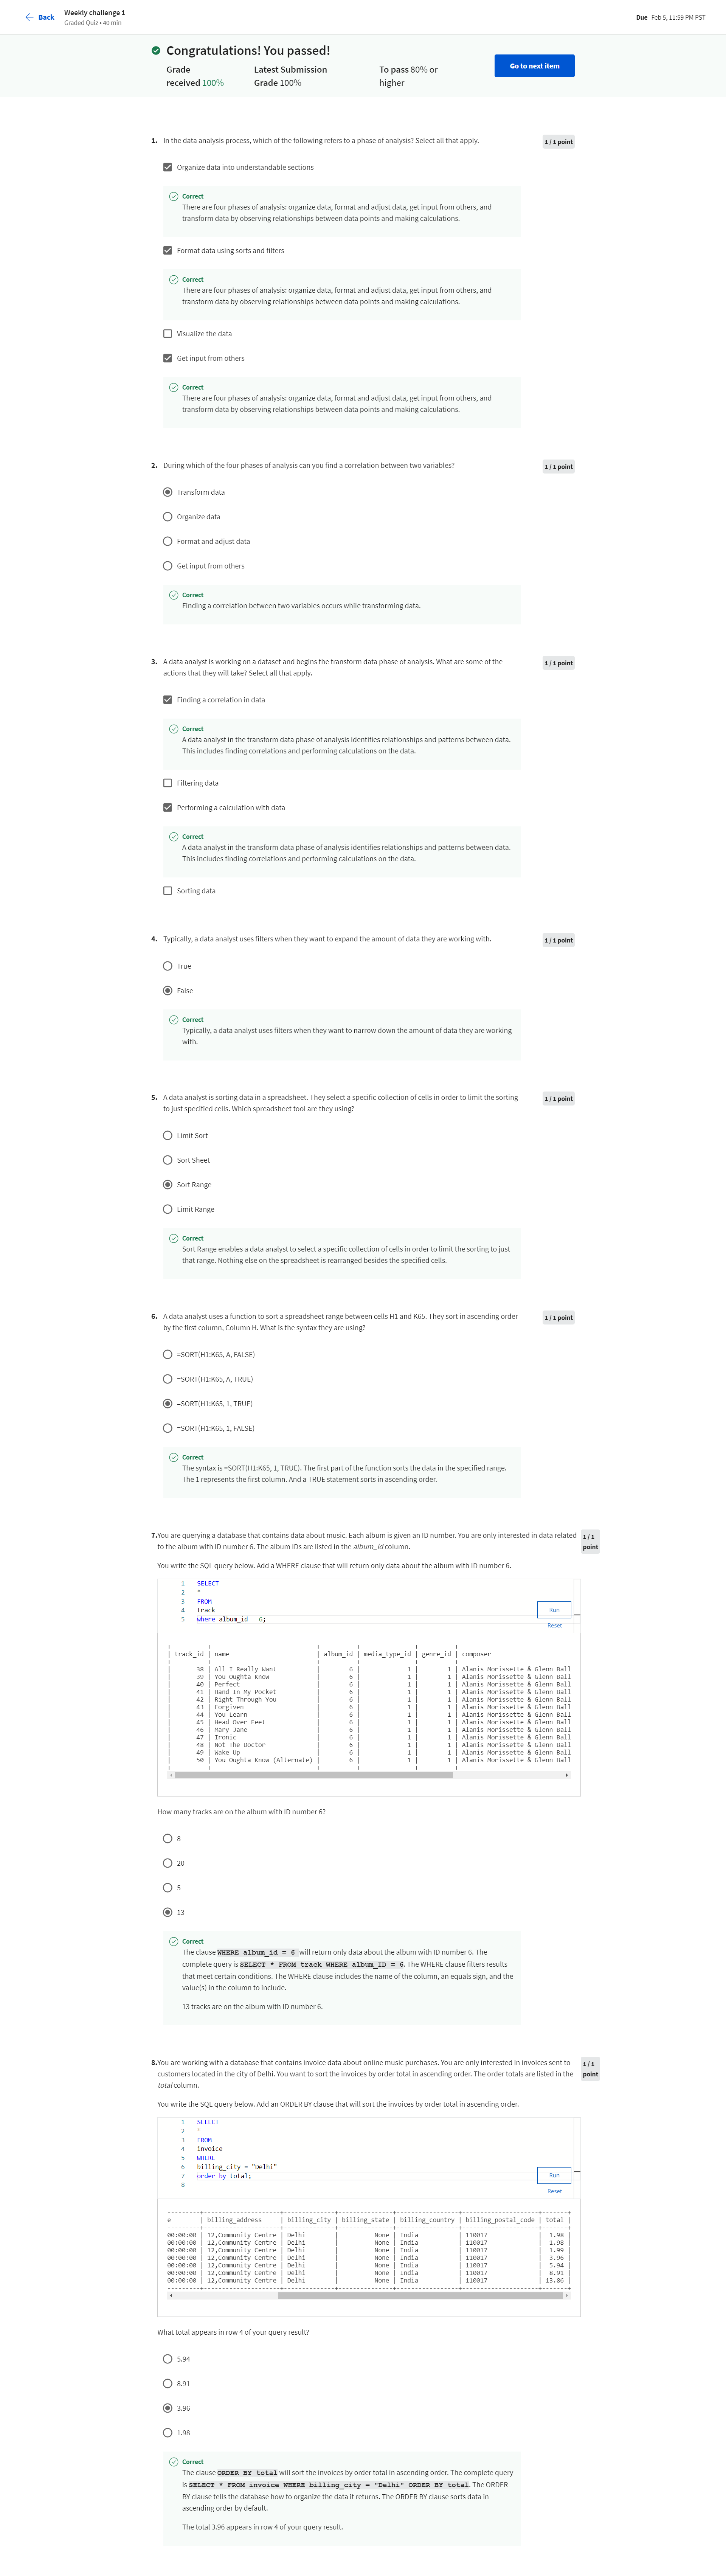 Back
Weekly challenge 1
Graded Quiz • 40 min
Due Feb 5, 11:59 PM PST
Congratulations! You passed!
Grade received 100%
Latest Submission Grade 100%
To pass 80% or higher
Go to next item
1. In the data analysis process, which of the following refers to a phase of analysis? Select all that apply.
1 / 1 point
Organize data into understandable sections
Correct
There are four phases of analysis: organize data, format and adjust data, get input from others, and
transform data by observing relationships between data points and making calculations.
Format data using sorts and filters
Correct
There are four phases of analysis: organize data, format and adjust data, get input from others, and
transform data by observing relationships between data points and making calculations.
Visualize the data
Get input from others
Correct
There are four phases of analysis: organize data, format and adjust data, get input from others, and
transform data by observing relationships between data points and making calculations.
2. During which of the four phases of analysis can you find a correlation between two variables?
1 / 1 point
Transform data
Organize data
Format and adjust data
Get input from others
Correct
Finding a correlation between two variables occurs while transforming data.
3. A data analyst is working on a dataset and begins the transform data phase of analysis. What are some of the
actions that they will take? Select all that apply.
1 / 1 point
Finding a correlation in data
Correct
A data analyst in the transform data phase of analysis identifies relationships and patterns between data.
This includes finding correlations and performing calculations on the data.
Filtering data
Performing a calculation with data
Correct
A data analyst in the transform data phase of analysis identifies relationships and patterns between data.
This includes finding correlations and performing calculations on the data.
Sorting data
4. Typically, a data analyst uses filters when they want to expand the amount of data they are working with.
1 / 1 point
True
False
Correct
Typically, a data analyst uses filters when they want to narrow down the amount of data they are working
with.
5. A data analyst is sorting data in a spreadsheet. They select a specific collection of cells in order to limit the sorting
to just specified cells. Which spreadsheet tool are they using?
1 / 1 point
Limit Sort
Sort Sheet
Sort Range
Limit Range
Correct
Sort Range enables a data analyst to select a specific collection of cells in order to limit the sorting to just
that range. Nothing else on the spreadsheet is rearranged besides the specified cells.
6. A data analyst uses a function to sort a spreadsheet range between cells H1 and K65. They sort in ascending order
by the first column, Column H. What is the syntax they are using?
1 / 1 point
=SORT(H1:K65, A, FALSE)
=SORT(H1:K65, A, TRUE)
=SORT(H1:K65, 1, TRUE)
=SORT(H1:K65, 1, FALSE)
Correct
The syntax is =SORT(H1:K65, 1, TRUE). The first part of the function sorts the data in the specified range.
The 1 represents the first column. And a TRUE statement sorts in ascending order.
7. You are querying a database that contains data about music. Each album is given an ID number. You are only interested in data related
to the album with ID number 6. The album IDs are listed in the album_id column.
1 / 1
point
You write the SQL query below. Add a WHERE clause that will return only data about the album with ID number 6.
1 SELECT
2 *
3 FROM
4 track
5 where album_id = 6;
Run
Reset
| track_id | name | album_id | media_type_id | genre_id | composer
| 38 | All I Really Want | 6 | 1 | 1 | Alanis Morissette & Glenn Ball
| 39 | You Oughta Know | 6 | 1 | 1 | Alanis Morissette & Glenn Ball
| 40 | Perfect | 6 | 1 | 1 | Alanis Morissette & Glenn Ball
| 41 | Hand In My Pocket | 6 | 1 | 1 | Alanis Morissette & Glenn Ball
| 42 | Right Through You | 6 | 1 | 1 | Alanis Morissette & Glenn Ball
| 43 | Forgiven | 6 | 1 | 1 | Alanis Morissette & Glenn Ball
| 44 | You Learn | 6 | 1 | 1 | Alanis Morissette & Glenn Ball
| 45 | Head Over Feet | 6 | 1 | 1 | Alanis Morissette & Glenn Ball
| 46 | Mary Jane | 6 | 1 | 1 | Alanis Morissette & Glenn Ball
| 47 | Ironic | 6 | 1 | 1 | Alanis Morissette & Glenn Ball
| 48 | Not The Doctor | 6 | 1 | 1 | Alanis Morissette & Glenn Ball
| 49 | Wake Up | 6 | 1 | 1 | Alanis Morissette & Glenn Ball
| 50 | You Oughta Know (Alternate) | 6 | 1 | 1 | Alanis Morissette & Glenn Ball
How many tracks are on the album with ID number 6?
8
20
5
13
Correct
The clause WHERE album_id = 6 will return only data about the album with ID number 6. The
complete query is SELECT * FROM track WHERE album_ID = 6. The WHERE clause filters results
that meet certain conditions. The WHERE clause includes the name of the column, an equals sign, and the
value(s) in the column to include.
13 tracks are on the album with ID number 6.
8. You are working with a database that contains invoice data about online music purchases. You are only interested in invoices sent to
customers located in the city of Delhi. You want to sort the invoices by order total in ascending order. The order totals are listed in the
total column.
1 / 1
point
You write the SQL query below. Add an ORDER BY clause that will sort the invoices by order total in ascending order.
1 SELECT
2 *
3 FROM
4 invoice
5 WHERE
6 billing_city = "Delhi"
7 order by total;
8
Run
Reset
e | billing_address | billing_city | billing_state | billing_country | billing_postal_code | total |
00:00:00 | 12,Community Centre | Delhi | None | India | 110017 | 1.98 |
00:00:00 | 12,Community Centre | Delhi | None | India | 110017 | 1.98 |
00:00:00 | 12,Community Centre | Delhi | None | India | 110017 | 1.99 |
00:00:00 | 12,Community Centre | Delhi | None | India | 110017 | 3.96 |
00:00:00 | 12,Community Centre | Delhi | None | India | 110017 | 5.94 |
00:00:00 | 12,Community Centre | Delhi | None | India | 110017 | 8.91 |
00:00:00 | 12,Community Centre | Delhi | None | India | 110017 | 13.86 |
What total appears in row 4 of your query result?
5.94
8.91
3.96
1.98
Correct
The clause ORDER BY total will sort the invoices by order total in ascending order. The complete query
is SELECT * FROM invoice WHERE billing_city = "Delhi" ORDER BY total. The ORDER
BY clause tells the database how to organize the data it returns. The ORDER BY clause sorts data in
ascending order by default.
The total 3.96 appears in row 4 of your query result.